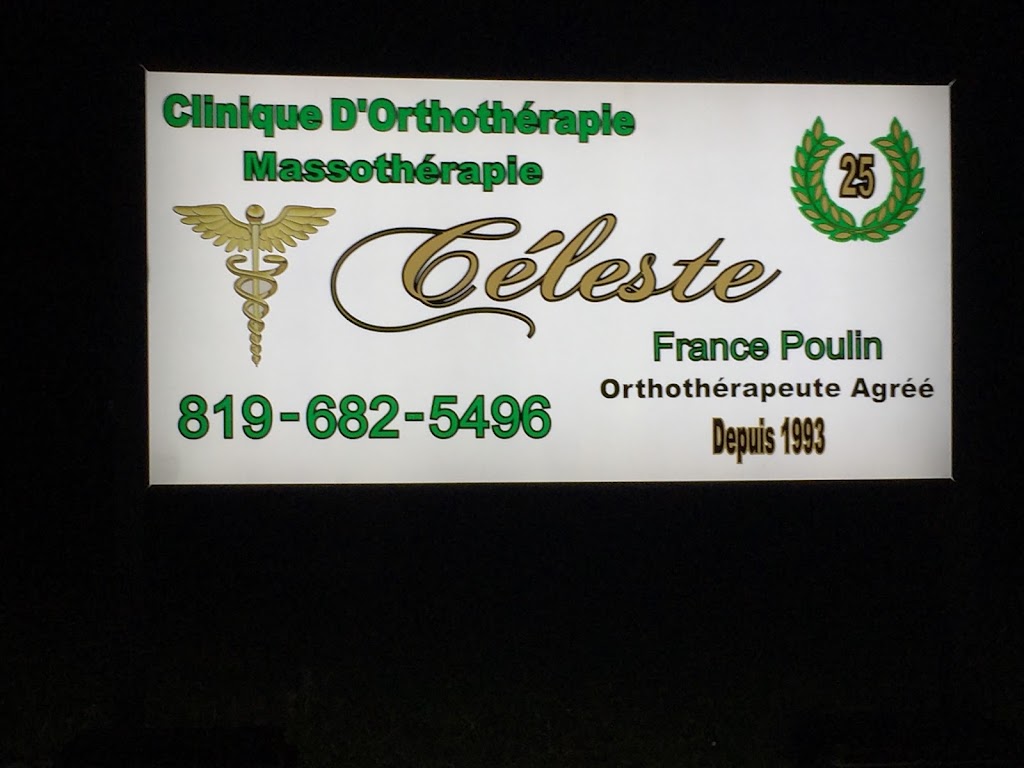 Clinique D'Orthothérapie
Massothérapie
25
Céleste
France Poulin
Orthothérapeute Agréé
819-682-5496
Depuis 1993